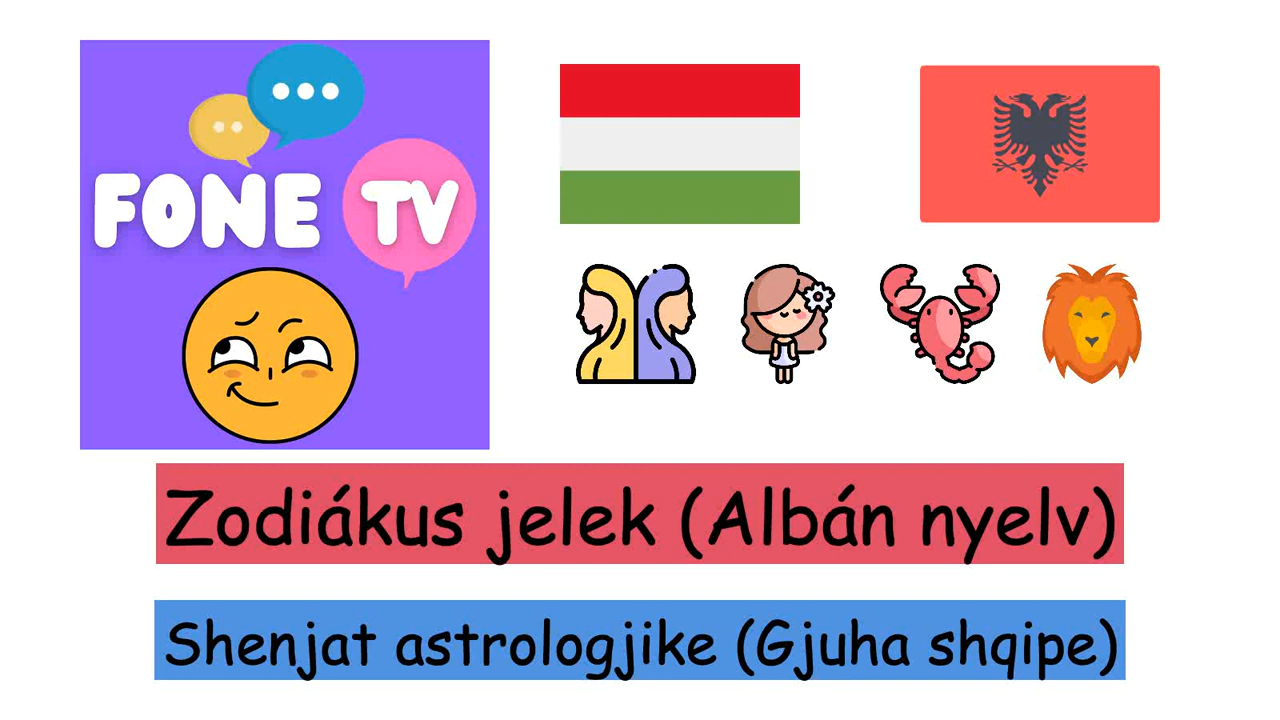 FONE TV
Zodiákus jelek (Albán nyelv)
Shenjat astrologjike (Gjuha shqipe)